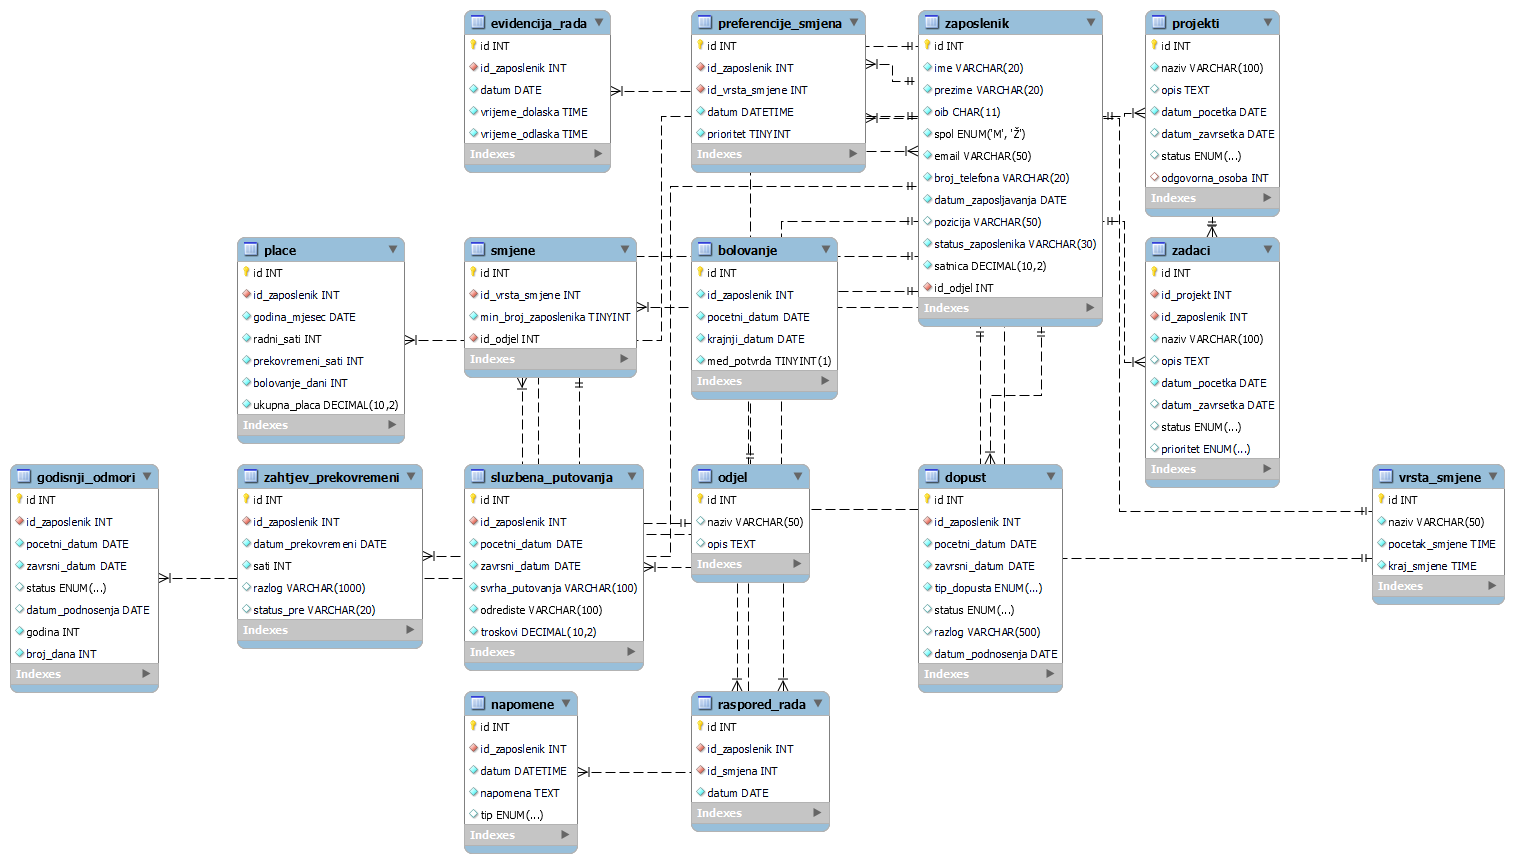 evidencija_rada
id INT
id_zaposlenik INT
datum DATE
vrijeme_dolaska TIME
vrijeme_odlaska TIME
Indexes
preferencije_smjena
id INT
id_zaposlenik INT
id_vrsta_smjene INT
datum DATETIME
prioritet TINYINT
Indexes
zaposlenik
id INT
ime VARCHAR(20)
prezime VARCHAR(20)
oib CHAR(11)
spol ENUM('M', 'Ž')
email VARCHAR(50)
broj_telefona VARCHAR(20)
datum_zaposljavanja DATE
pozicija VARCHAR(50)
status_zaposlenika VARCHAR(30)
satnica DECIMAL(10,2)
id_odjel INT
Indexes
projekti
id INT
naziv VARCHAR(100)
opis TEXT
datum_pocetka DATE
datum_zavrsetka DATE
status ENUM(...)
odgovorna_osoba INT
Indexes
place
id INT
id_zaposlenik INT
godina_mjesec DATE
radni_sati INT
prekovremeni_sati INT
bolovanje_dani INT
ukupna_placa DECIMAL(10,2)
Indexes
smjene
id INT
id_vrsta_smjene INT
min_broj_zaposlenika TINYINT
id_odjel INT
Indexes
bolovanje
id INT
id_zaposlenik INT
pocetni_datum DATE
krajnji_datum DATE
med_potvrda TINYINT(1)
Indexes
zadaci
id INT
id_projekt INT
id_zaposlenik INT
naziv VARCHAR(100)
opis TEXT
datum_pocetka DATE
datum_zavrsetka DATE
status ENUM(...)
prioritet ENUM(...)
Indexes
godisnji_odmori
id INT
id_zaposlenik INT
pocetni_datum DATE
zavrsni_datum DATE
status ENUM(...)
datum_podnosenja DATE
godina INT
broj_dana INT
Indexes
zahtjev_prekovremeni
id INT
id_zaposlenik INT
datum_prekovremeni DATE
sati INT
razlog VARCHAR(1000)
status_pre VARCHAR(20)
Indexes
sluzbena_putovanja
id INT
id_zaposlenik INT
pocetni_datum DATE
zavrsni_datum DATE
svrha_putovanja VARCHAR(100)
odrediste VARCHAR(100)
troskovi DECIMAL(10,2)
Indexes
odjel
id INT
naziv VARCHAR(50)
opis TEXT
Indexes
dopust
id INT
id_zaposlenik INT
pocetni_datum DATE
zavrsni_datum DATE
tip_dopusta ENUM(...)
status ENUM(...)
razlog VARCHAR(500)
datum_podnosenja DATE
Indexes
vrsta_smjene
id INT
naziv VARCHAR(50)
pocetak_smjene TIME
kraj_smjene TIME
Indexes
napomene
id INT
id_zaposlenik INT
datum DATETIME
napomena TEXT
tip ENUM(...)
Indexes
raspored_rada
id INT
id_zaposlenik INT
id_smjena INT
datum DATE
Indexes